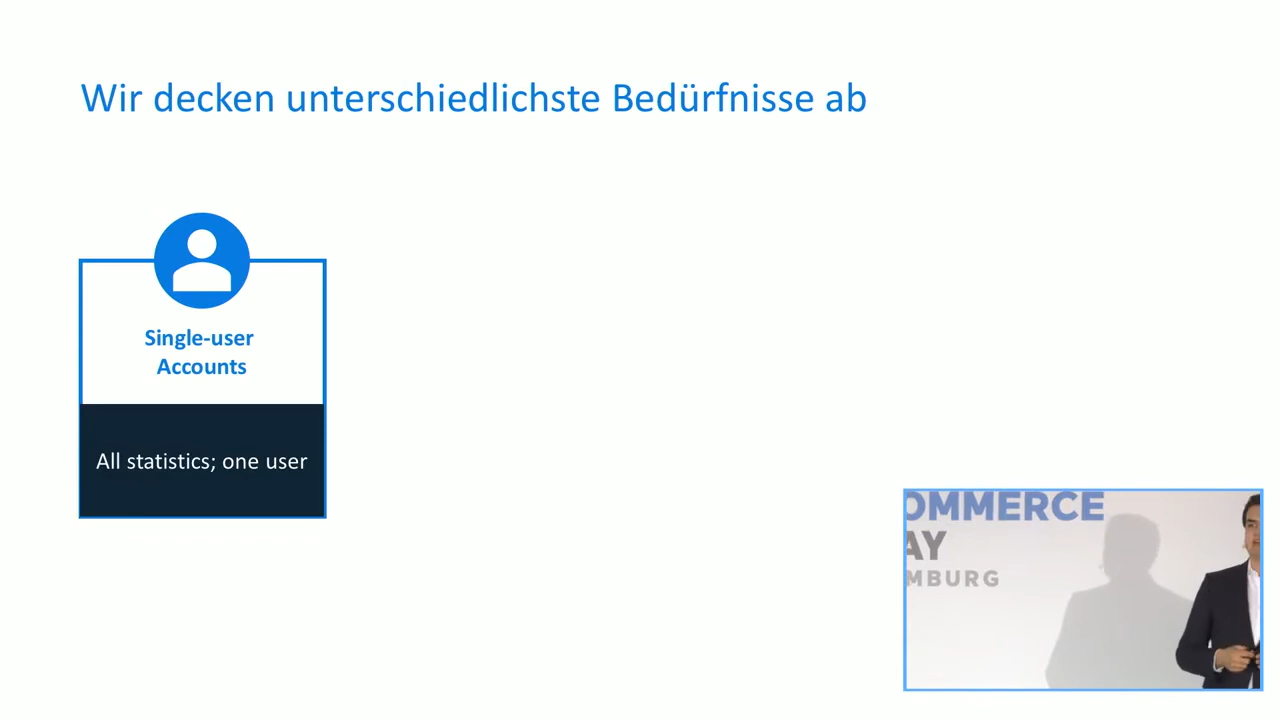 Wir decken unterschiedlichste Bedürfnisse ab
Single-user
Accounts
All statistics; one user
OMMERCE
AY
MBURG